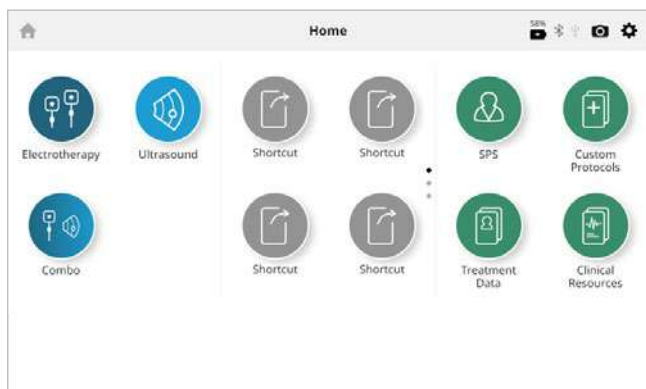 Home
58%
Electrotherapy
Ultrasound
Shortcut
Shortcut
SPS
Custom
Protocols
Combo
Shortcut
Shortcut
Treatment
Data
Clinical
Resources